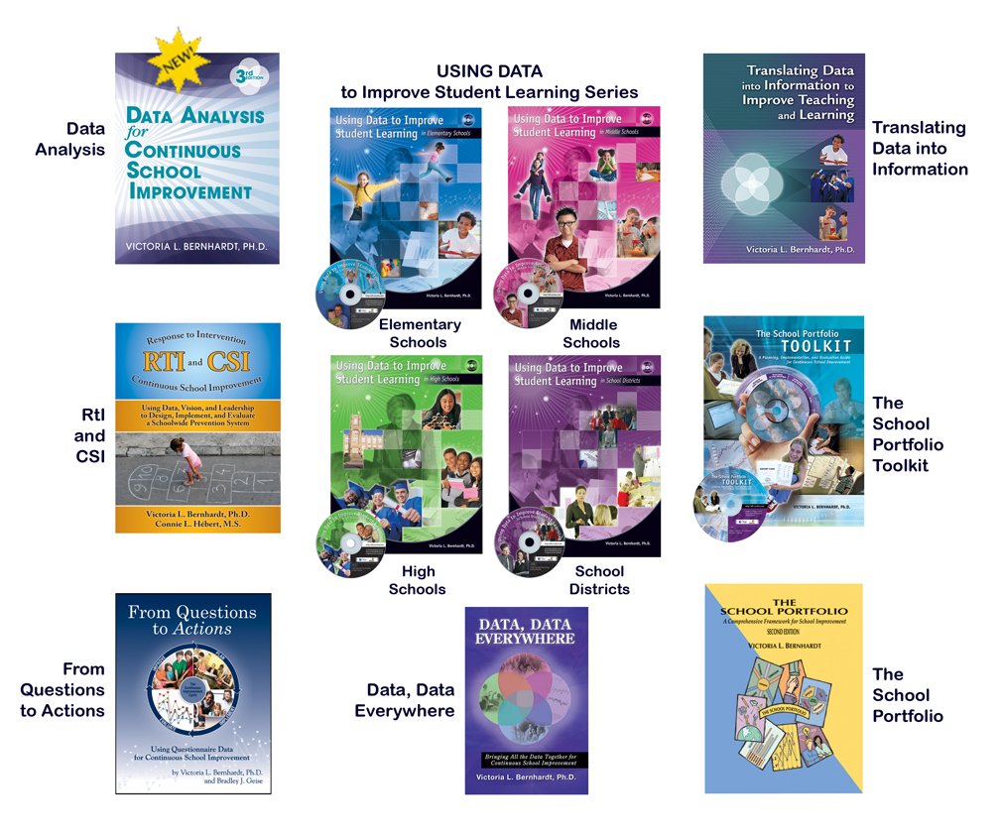 NEW!
3rd
EDITION
DATA ANALYSIS
for
CONTINUOUS
SCHOOL
IMPROVEMENT
VICTORIA L. BERNHARDT, PH.D.
Data
Analysis
USING DATA
to Improve Student Learning Series
Using Data to Improve
Student Learning in Elementary Schools
Victoria L. Bernhardt, Ph.D.
Elementary
Schools
Using Data to Improve
Student Learning in Middle Schools
Victoria L. Bernhardt, Ph.D.
Middle
Schools
Translating Data
into Information to
Improve Teaching
and Learning
Victoria L. Bernhardt, Ph.D.
Translating
Data into
Information
Response to Intervention
RTI and CSI
Continuous School Improvement
Using Data, Vision, and Leadership
to Design, Implement, and Evaluate
a Schoolwide Prevention System
9 10
Victoria L. Bernhardt, Ph.D.
Connie L. Hébert, M.S.
RtI
and
CSI
Using Data to Improve
Student Learning in High Schools
Victoria L. Bernhardt, Ph.D.
High
Schools
Using Data to Improve
Student Learning in School Districts
Victoria L. Bernhardt, Ph.D.
School
Districts
The School Portfolio
TOOLKIT
A Planning, Implementation, and Evaluation Guide
for Continuous School Improvement
The School Portfolio
TOOLKIT
VICTORIA L. BERNHARDT, PH.D.
The
School
Portfolio
Toolkit
From Questions
to Actions
Using Questionnaire Data
for Continuous School Improvement
by Victoria L. Bernhardt, Ph.D.
and Bradley J. Geise
From
Questions
to Actions
DATA, DATA
EVERYWHERE
Bringing All the Data Together for
Continuous School Improvement
Victoria L. Bernhardt, Ph.D.
Data, Data
Everywhere
THE
SCHOOL PORTFOLIO
A Comprehensive Framework for School Improvement
SECOND EDITION
VICTORIA L. BERNHARDT
THE SCHOOL PORTFOLIO
The
School
Portfolio